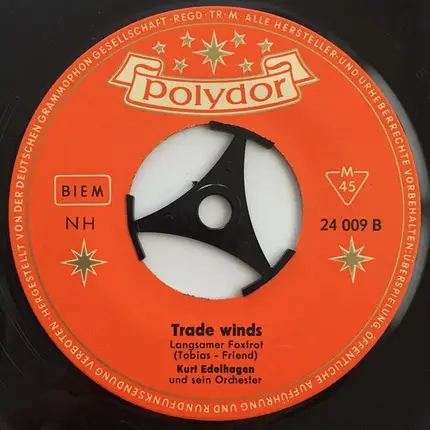 HERGESTELLT VON DER DEUTSCHEN GRAMMOPHON GESELLSCHAFT · REGD · TR · M · ALLE HERSTELLER- UND URHEBERRECHTE VORBEHALTEN · ÜBERSPIELUNG, ÖFFENTLICHE AUFFÜHRUNG UND RUNDFUNKSENDUNG VERBOTEN ·
Polydor
BIEM
M
45
NH
24 009 B
Trade winds
Langsamer Foxtrot
(Tobias - Friend)
Kurt Edelhagen
und sein Orchester